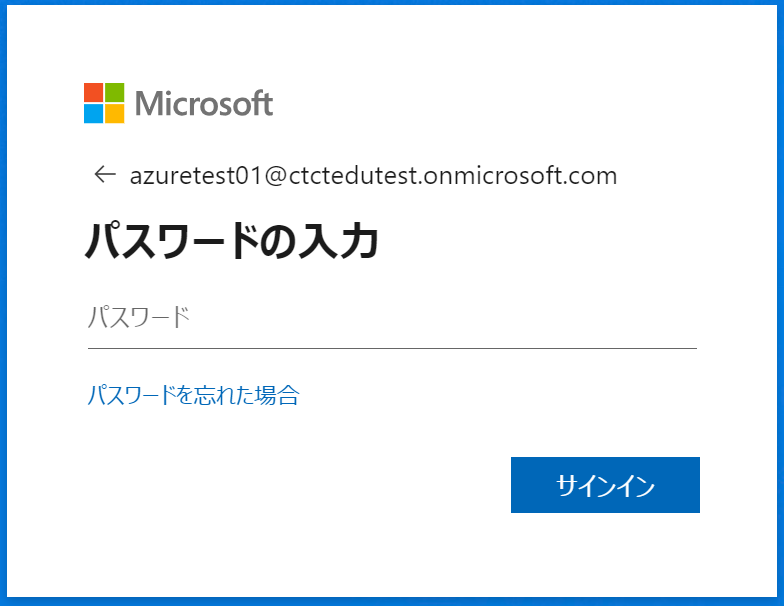 Microsoft
← azuretest01@ctctedutest.onmicrosoft.com
パスワードの入力
パスワード
パスワードを忘れた場合
サインイン